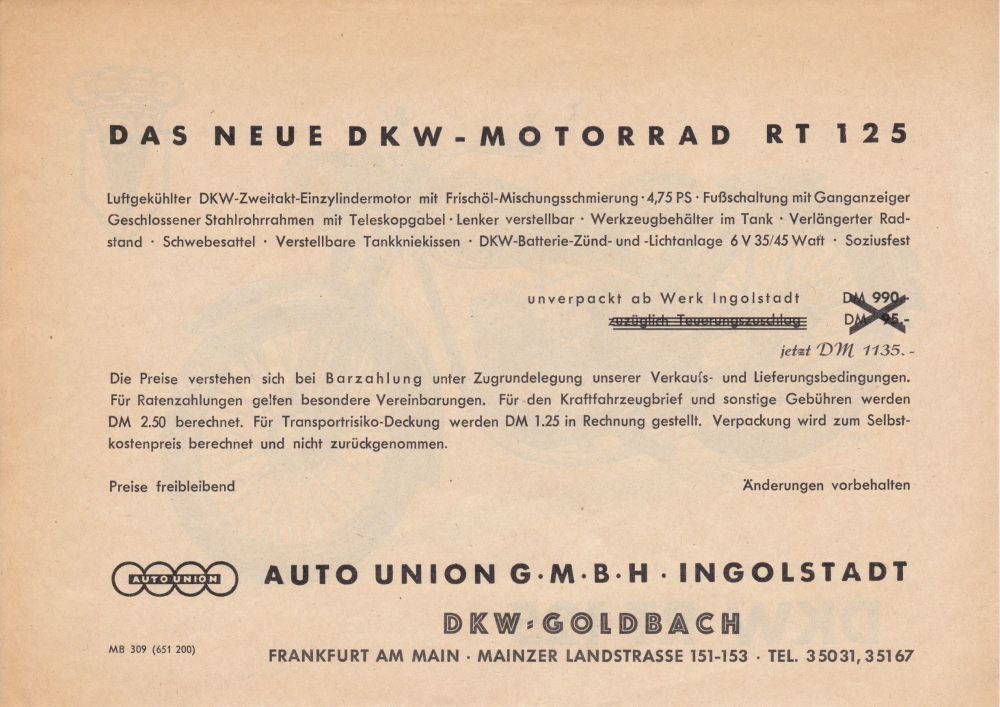 DAS NEUE DKW-MOTORRAD RT 125
Luftgekühlter DKW-Zweitakt-Einzylindermotor mit Frischöl-Mischungsschmierung · 4,75 PS · Fußschaltung mit Ganganzeiger
Geschlossener Stahlrohrrahmen mit Teleskopgabel · Lenker verstellbar · Werkzeugbehälter im Tank · Verlängerter Rad-
stand · Schwebesattel · Verstellbare Tankkniekissen · DKW-Batterie-Zünd- und -Lichtanlage 6 V 35/45 Watt · Soziusfest
unverpackt ab Werk Ingolstadt DM 990,-
zuzüglich Teuerungszuschlag DM 95.-
jetzt DM 1135.-
Die Preise verstehen sich bei Barzahlung unter Zugrundelegung unserer Verkaufs- und Lieferungsbedingungen.
Für Ratenzahlungen gelten besondere Vereinbarungen. Für den Kraftfahrzeugbrief und sonstige Gebühren werden
DM 2.50 berechnet. Für Transportrisiko-Deckung werden DM 1.25 in Rechnung gestellt. Verpackung wird zum Selbst-
kostenpreis berechnet und nicht zurückgenommen.
Preise freibleibend Änderungen vorbehalten
AUTO UNION AUTO UNION G·M·B·H · INGOLSTADT
DKW-GOLDBACH
MB 309 (651 200) FRANKFURT AM MAIN · MAINZER LANDSTRASSE 151-153 · TEL. 35031, 35167